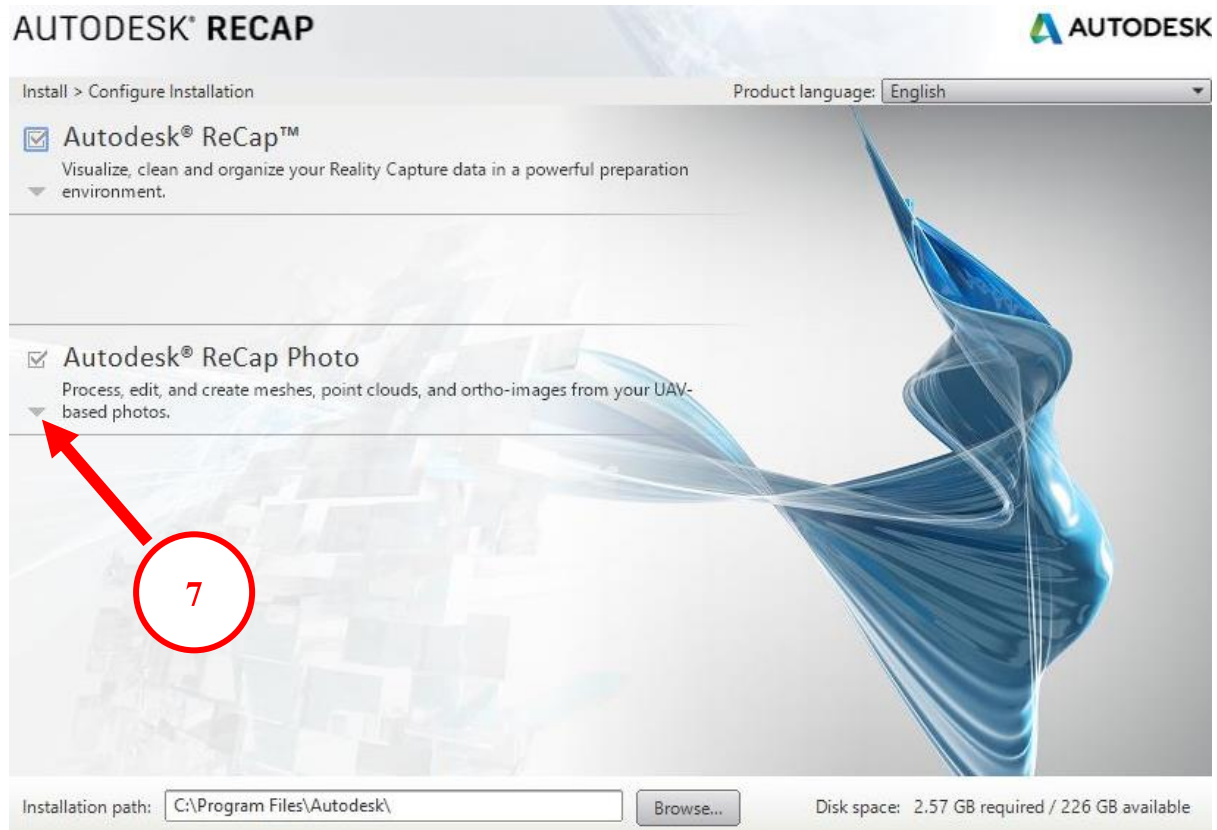 AUTODESK® RECAP
AUTODESK
Install > Configure Installation
Product language: English
Autodesk® ReCap™
Visualize, clean and organize your Reality Capture data in a powerful preparation
environment.
Autodesk® ReCap Photo
Process, edit, and create meshes, point clouds, and ortho-images from your UAV-
based photos.
7
Installation path: C:\Program Files\Autodesk\ Browse... Disk space: 2.57 GB required / 226 GB available